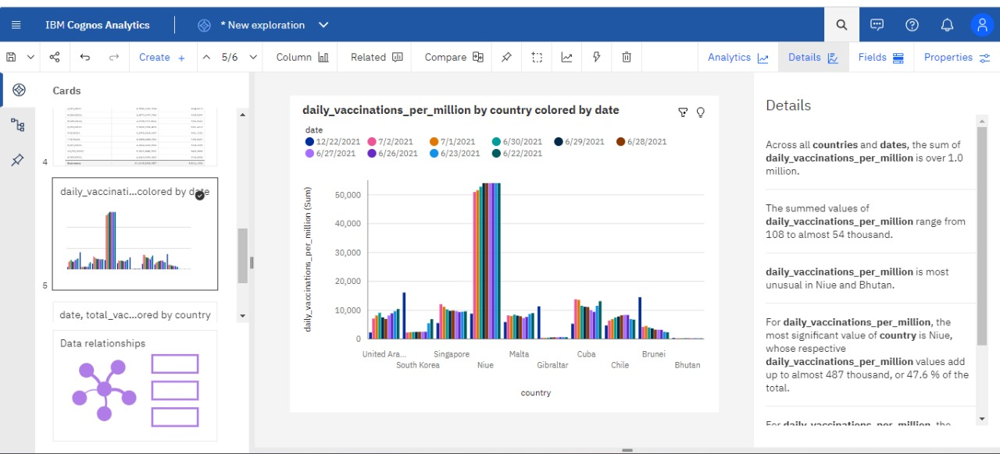 IBM Cognos Analytics
* New exploration
Create +
5/6
Column
Related
Compare
Analytics
Details
Fields
Properties
Cards
4
daily_vaccinati...colored by date
5
date, total_vac...ored by country
Data relationships
daily_vaccinations_per_million by country colored by date
date
12/22/2021 7/2/2021 7/1/2021 6/30/2021 6/29/2021 6/28/2021
6/27/2021 6/26/2021 6/23/2021 6/22/2021
daily_vaccinations_per_million (Sum)
50,000
40,000
30,000
20,000
10,000
0
United Ara... Singapore Malta Cuba Brunei
South Korea Niue Gibraltar Chile Bhutan
country
Details
Across all countries and dates, the sum of
daily_vaccinations_per_million is over 1.0
million.
The summed values of
daily_vaccinations_per_million range from
108 to almost 54 thousand.
daily_vaccinations_per_million is most
unusual in Niue and Bhutan.
For daily_vaccinations_per_million, the
most significant value of country is Niue,
whose respective
daily_vaccinations_per_million values add
up to almost 487 thousand, or 47.6 % of the
total.
For daily_vaccinations_per_million, the